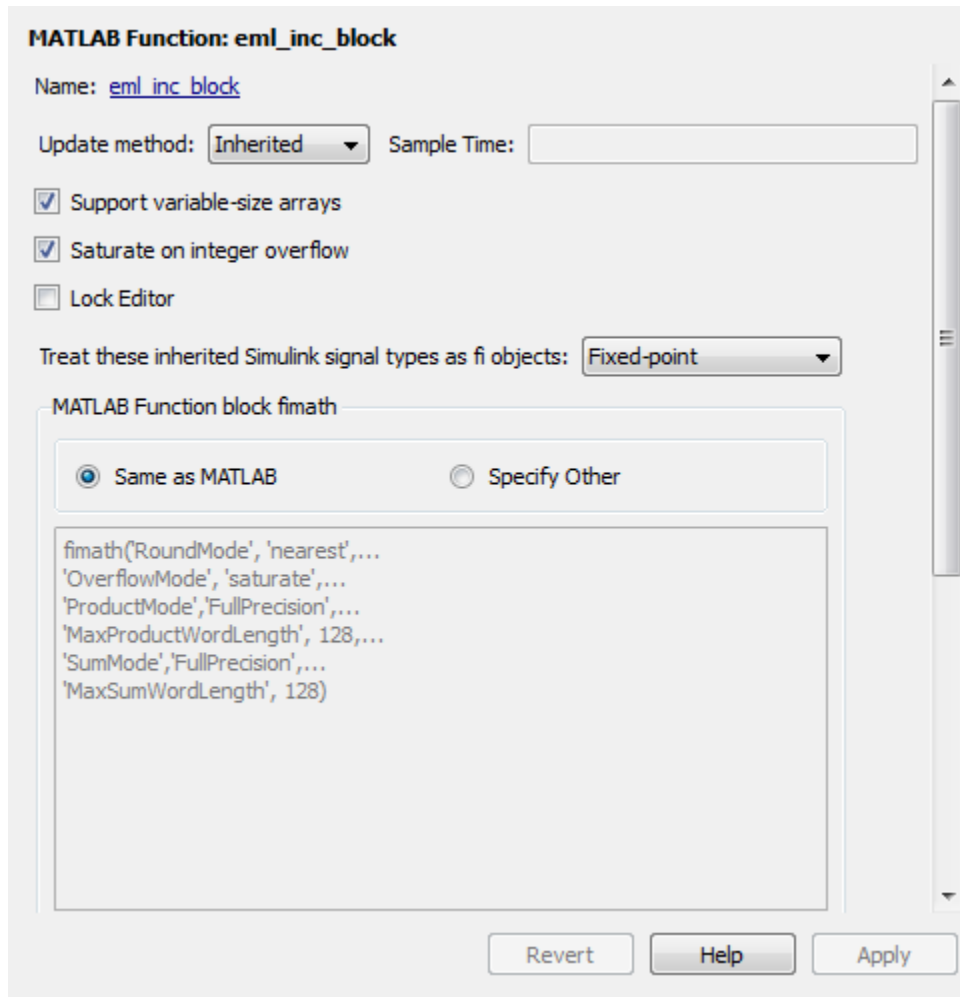 MATLAB Function: eml_inc_block
Name: eml_inc_block
Update method: Inherited Sample Time:
Support variable-size arrays
Saturate on integer overflow
Lock Editor
Treat these inherited Simulink signal types as fi objects: Fixed-point
MATLAB Function block fimath
Same as MATLAB Specify Other
fimath('RoundMode', 'nearest',...
'OverflowMode', 'saturate',...
'ProductMode','FullPrecision',...
'MaxProductWordLength', 128,...
'SumMode','FullPrecision',...
'MaxSumWordLength', 128)
Revert Help Apply